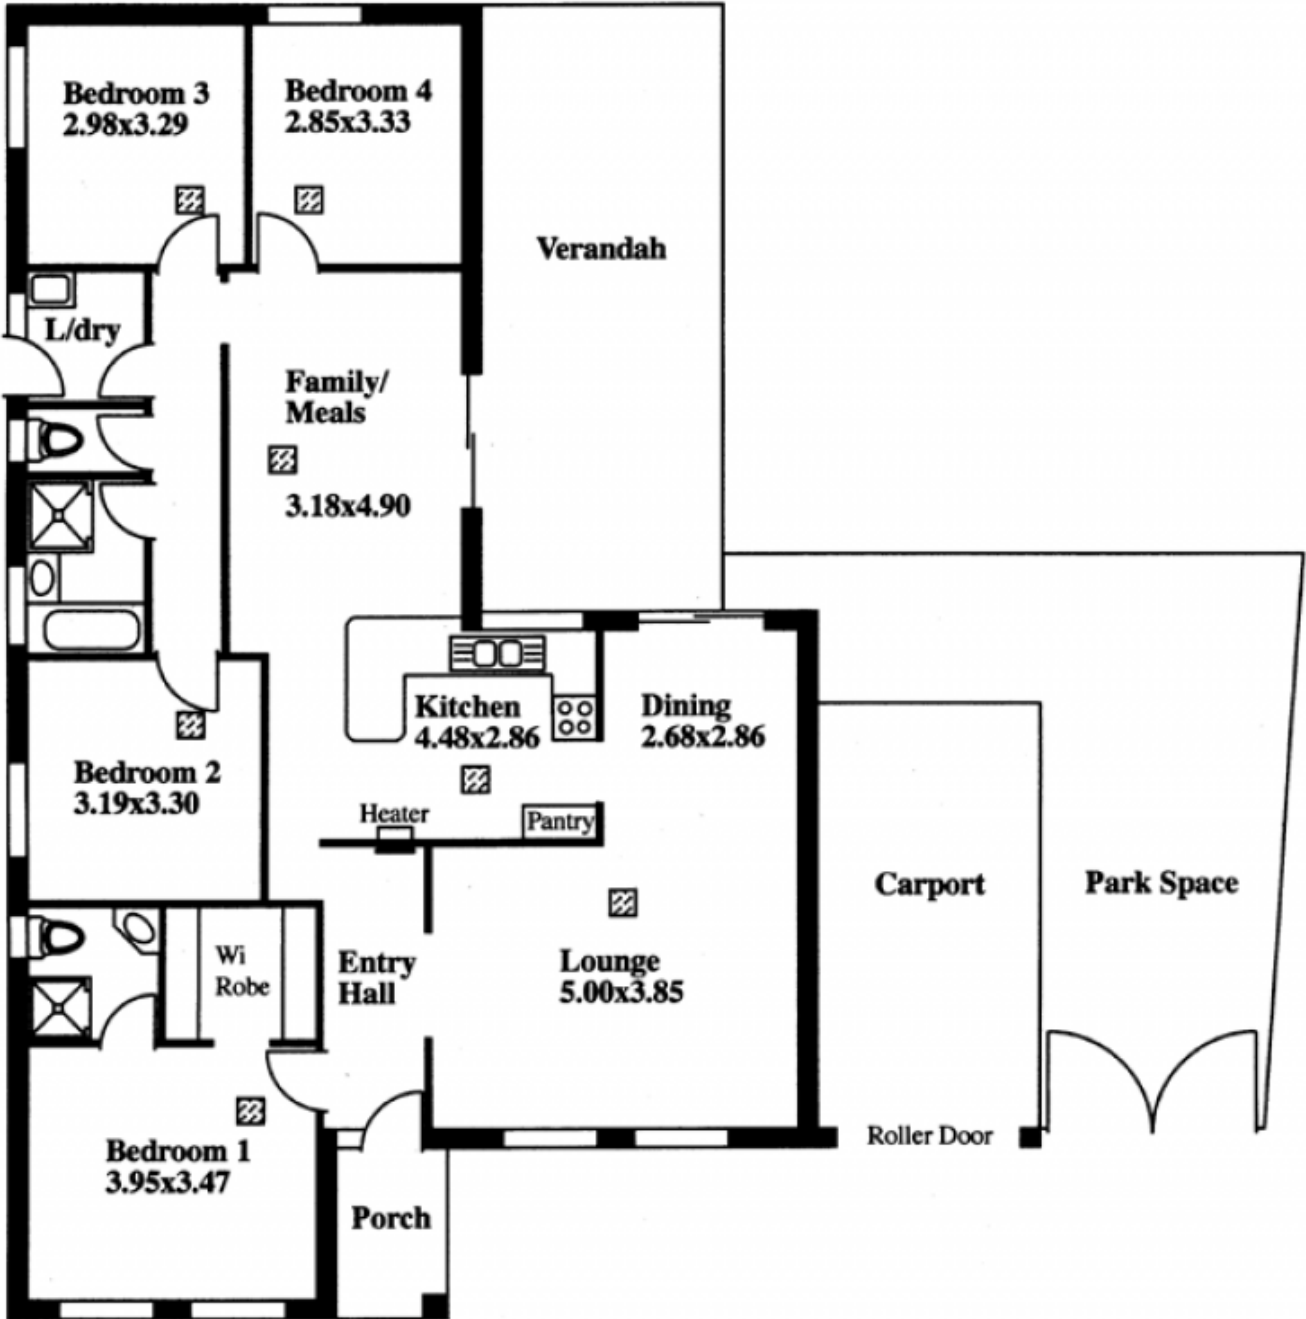 Bedroom 3
2.98x3.29
Bedroom 4
2.85x3.33
Verandah
L/dry
Family/
Meals
3.18x4.90
Kitchen
4.48x2.86
Dining
2.68x2.86
Bedroom 2
3.19x3.30
Heater
Pantry
Carport
Park Space
Wi
Robe
Entry
Hall
Lounge
5.00x3.85
Roller Door
Bedroom 1
3.95x3.47
Porch